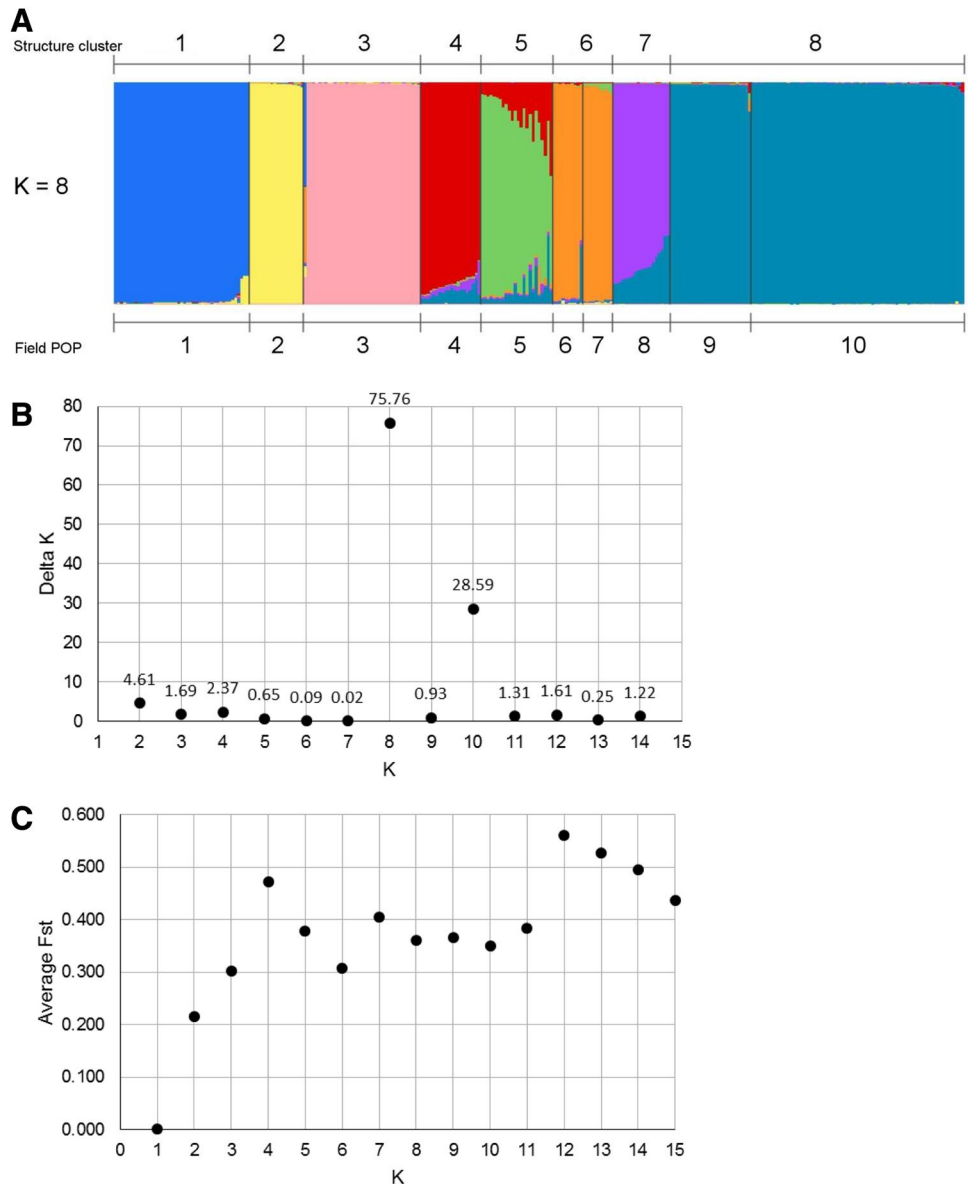 A
Structure cluster 1 2 3 4 5 6 7 8
K = 8
Field POP 1 2 3 4 5 6 7 8 9 10
B
Delta K
80
70
60
50
40
30
20
10
0
75.76
28.59
4.61 1.69 2.37 0.65 0.09 0.02 0.93 1.31 1.61 0.25 1.22
1 2 3 4 5 6 7 8 9 10 11 12 13 14 15
K
C
Average Fst
0.600
0.500
0.400
0.300
0.200
0.100
0.000
0 1 2 3 4 5 6 7 8 9 10 11 12 13 14 15
K